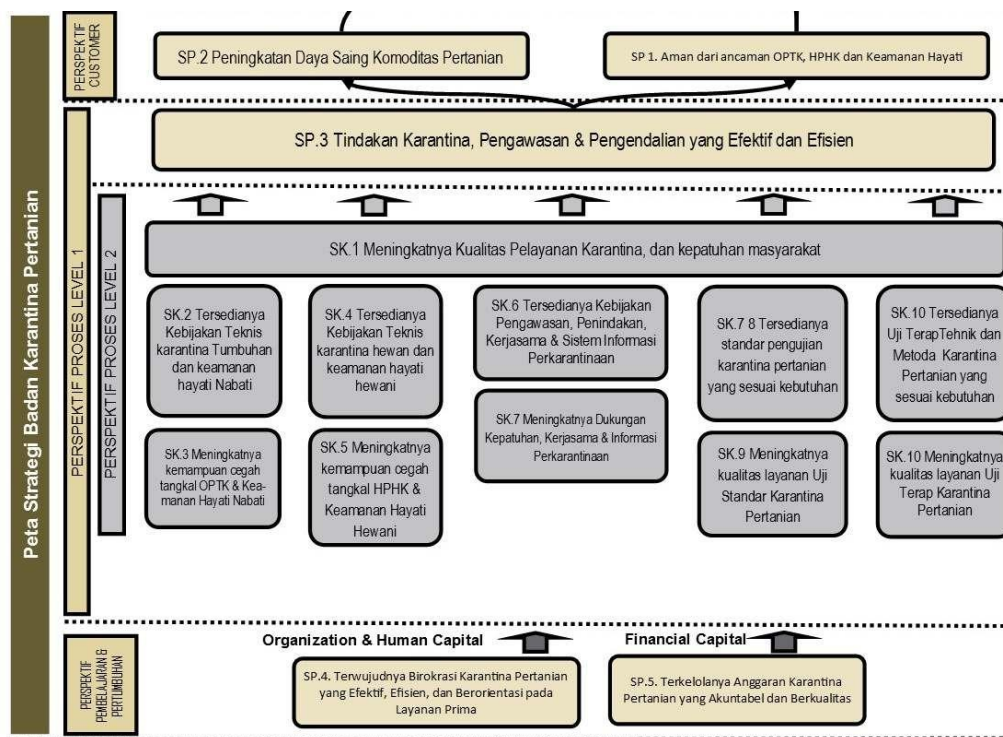 Peta Strategi Badan Karantina Pertanian
PERSPEKTIF
CUSTOMER
SP.2 Peningkatan Daya Saing Komoditas Pertanian
SP 1. Aman dari ancaman OPTK, HPHK dan Keamanan Hayati
PERSPEKTIF PROSES LEVEL 1
SP.3 Tindakan Karantina, Pengawasan & Pengendalian yang Efektif dan Efisien
PERSPEKTIF PROSES LEVEL 2
SK.1 Meningkatnya Kualitas Pelayanan Karantina, dan kepatuhan masyarakat
SK.2 Tersedianya
Kebijakan Teknis
karantina Tumbuhan
dan keamanan
hayati Nabati
SK.4 Tersedianya
Kebijakan Teknis
karantina hewan dan
keamanan hayati
hewani
SK.6 Tersedianya Kebijakan
Pengawasan, Penindakan,
Kerjasama & Sistem Informasi
Perkarantinaan
SK.7 8 Tersedianya
standar pengujian
karantina pertanian
yang sesuai kebutuhan
SK.10 Tersedianya
Uji TerapTehnik dan
Metoda Karantina
Pertanian yang
sesuai kebutuhan
SK.3 Meningkatnya
kemampuan cegah
tangkal OPTK & Kea-
manan Hayati Nabati
SK.5 Meningkatnya
kemampuan cegah
tangkal HPHK &
Keamanan Hayati
Hewani
SK.7 Meningkatnya Dukungan
Kepatuhan, Kerjasama & Informasi
Perkarantinaan
SK.9 Meningkatnya
kualitas layanan Uji
Standar Karantina
Pertanian
SK.10 Meningkatnya
kualitas layanan Uji
Terap Karantina
Pertanian
PERSPEKTIF
PEMBELAJARAN &
PERTUMBUHAN
Organization & Human Capital
Financial Capital
SP.4. Terwujudnya Birokrasi Karantina Pertanian
yang Efektif, Efisien, dan Berorientasi pada
Layanan Prima
SP.5. Terkelolanya Anggaran Karantina
Pertanian yang Akuntabel dan Berkualitas